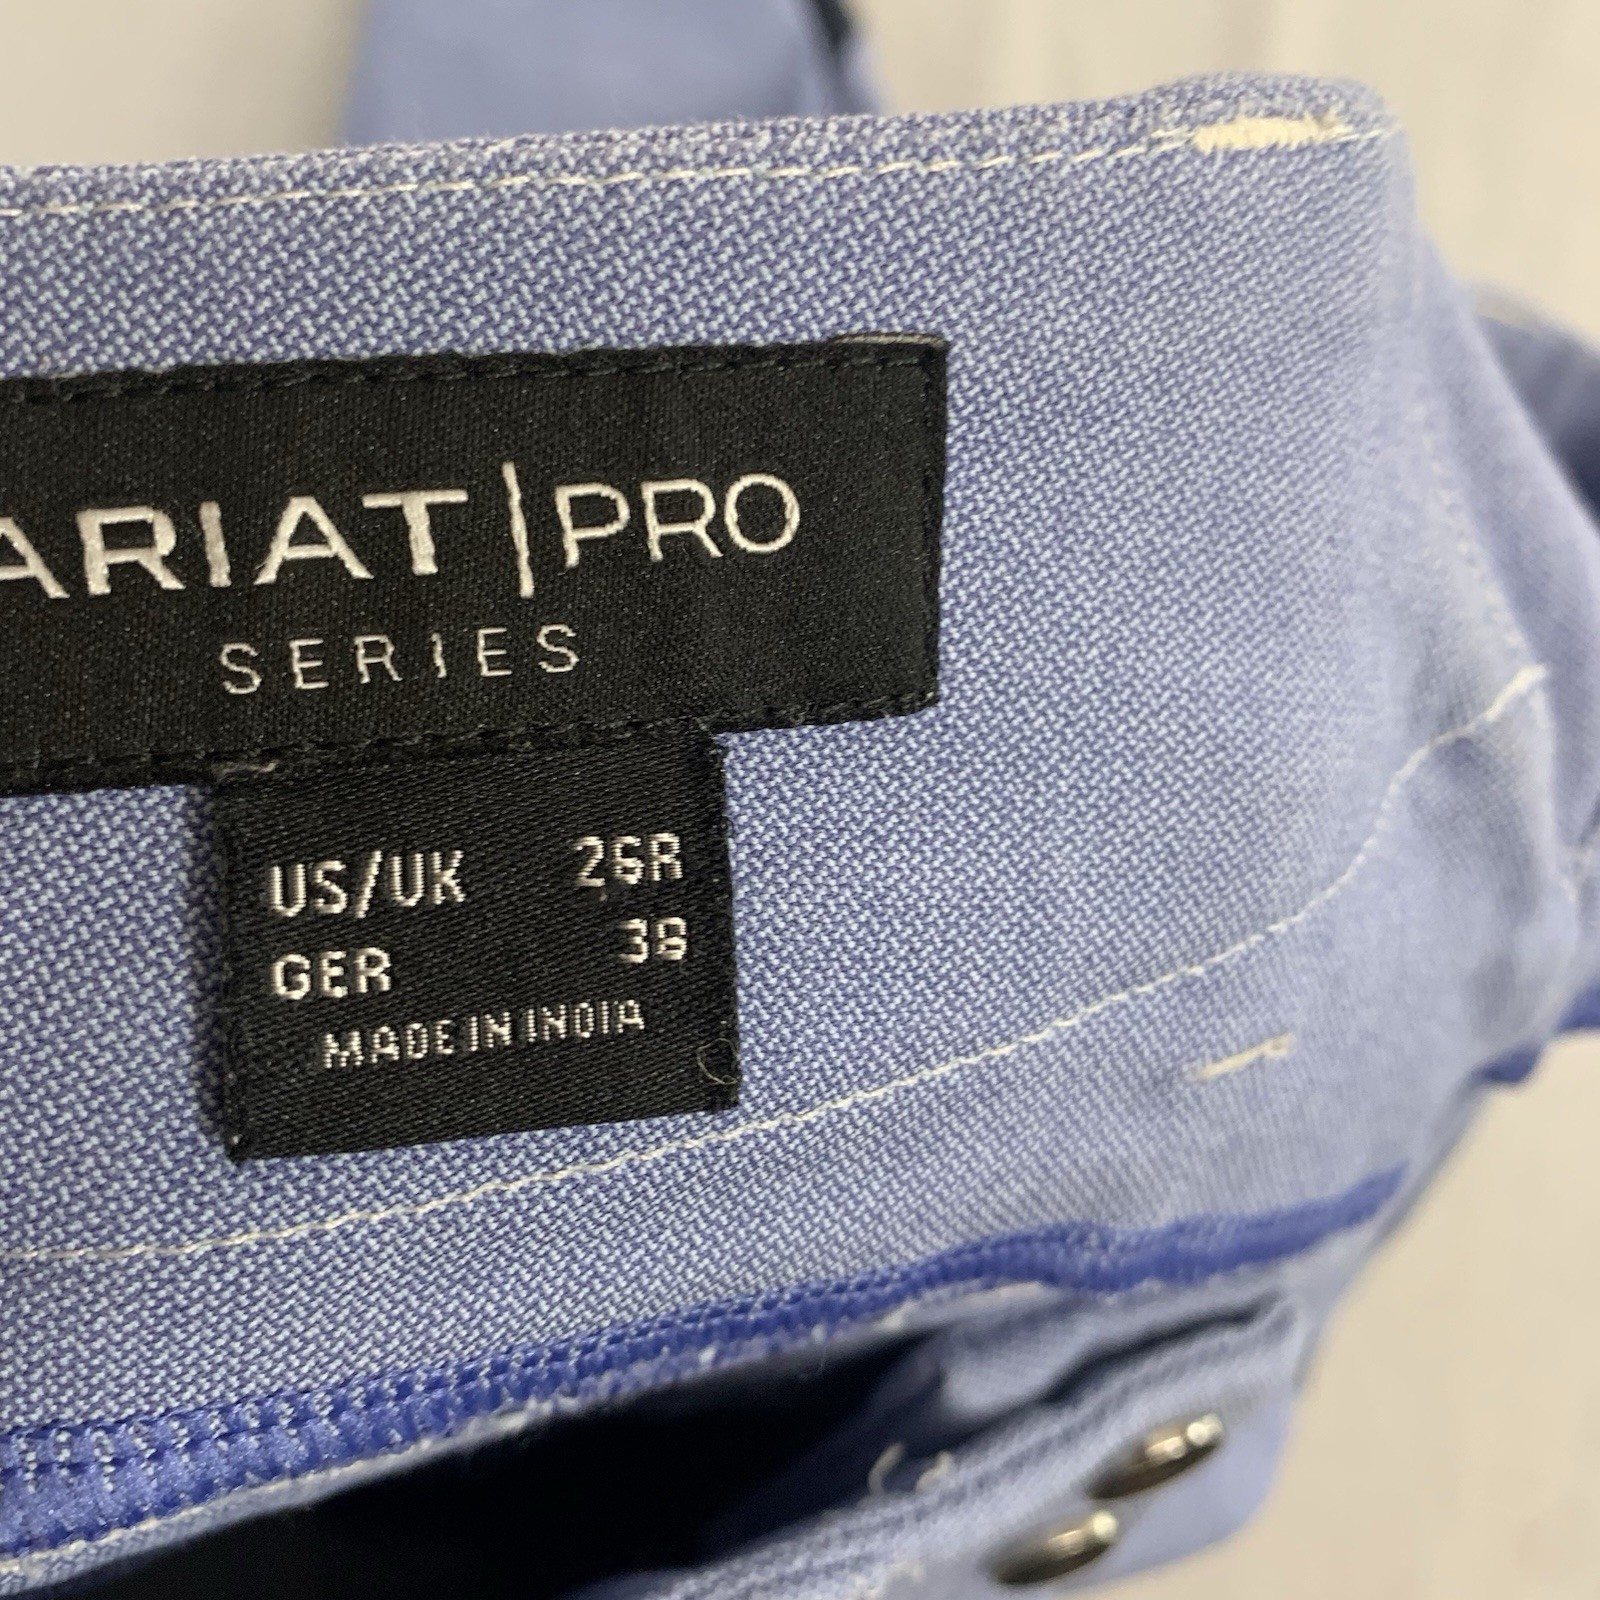 ARIAT | PRO
SERIES
US/UK 26R
GER 38
MADE IN INDIA